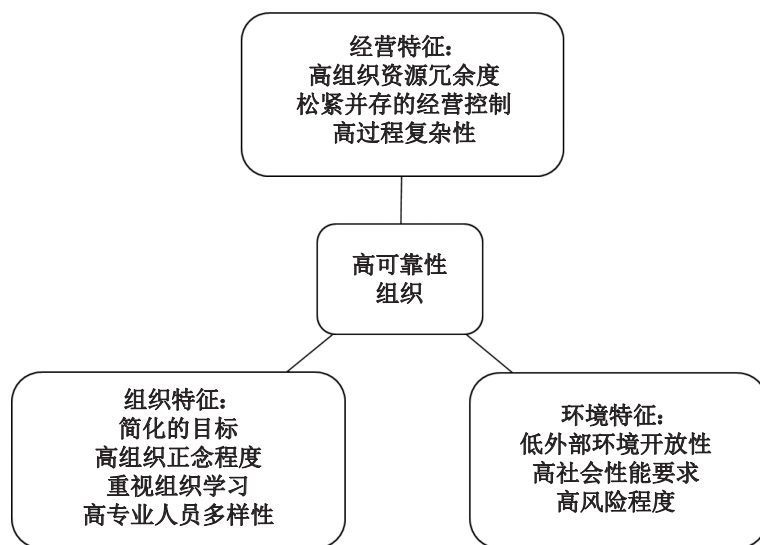 经营特征：
高组织资源冗余度
松紧并存的经营控制
高过程复杂性
高可靠性
组织
组织特征：
简化的目标
高组织正念程度
重视组织学习
高专业人员多样性
环境特征：
低外部环境开放性
高社会性能要求
高风险程度